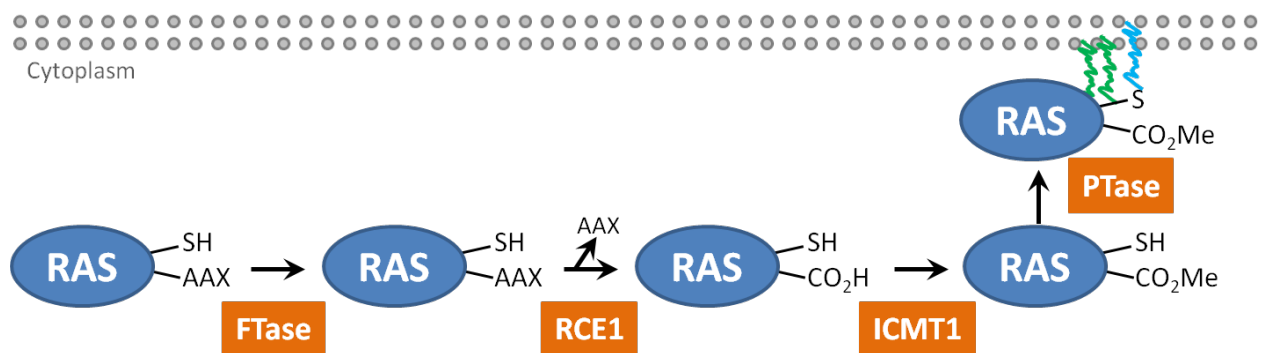 Cytoplasm
RAS
S
CO₂Me
PTase
RAS
SH
AAX
FTase
RAS
SH
AAX
AAX
RCE1
RAS
SH
CO₂H
ICMT1
RAS
SH
CO₂Me